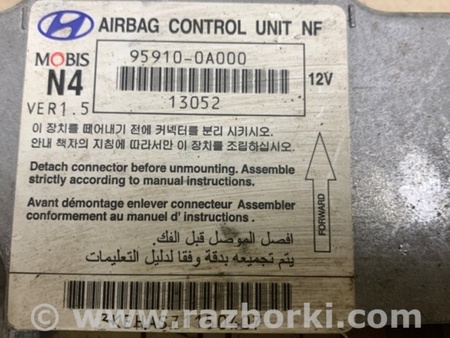 AIRBAG CONTROL UNIT NF
MOBIS
95910-0A000
N4
12V
VER1.5
13052
이 장치를 떼어내기 전에 커넥터를 분리 시키시오.
안내 책자의 지침에 따라서만 이 장치를 조립하십시오.
Detach connector before unmounting. Assemble
strictly according to manual instructions.
Avant démontage enlever connecteur Assembler
conformement au manuel d' instructions.
FORWARD
افصل الموصل قبل الفك.
يتم تجميعه بدقة وفقا لدليل التعليمات.
www.razborki.com